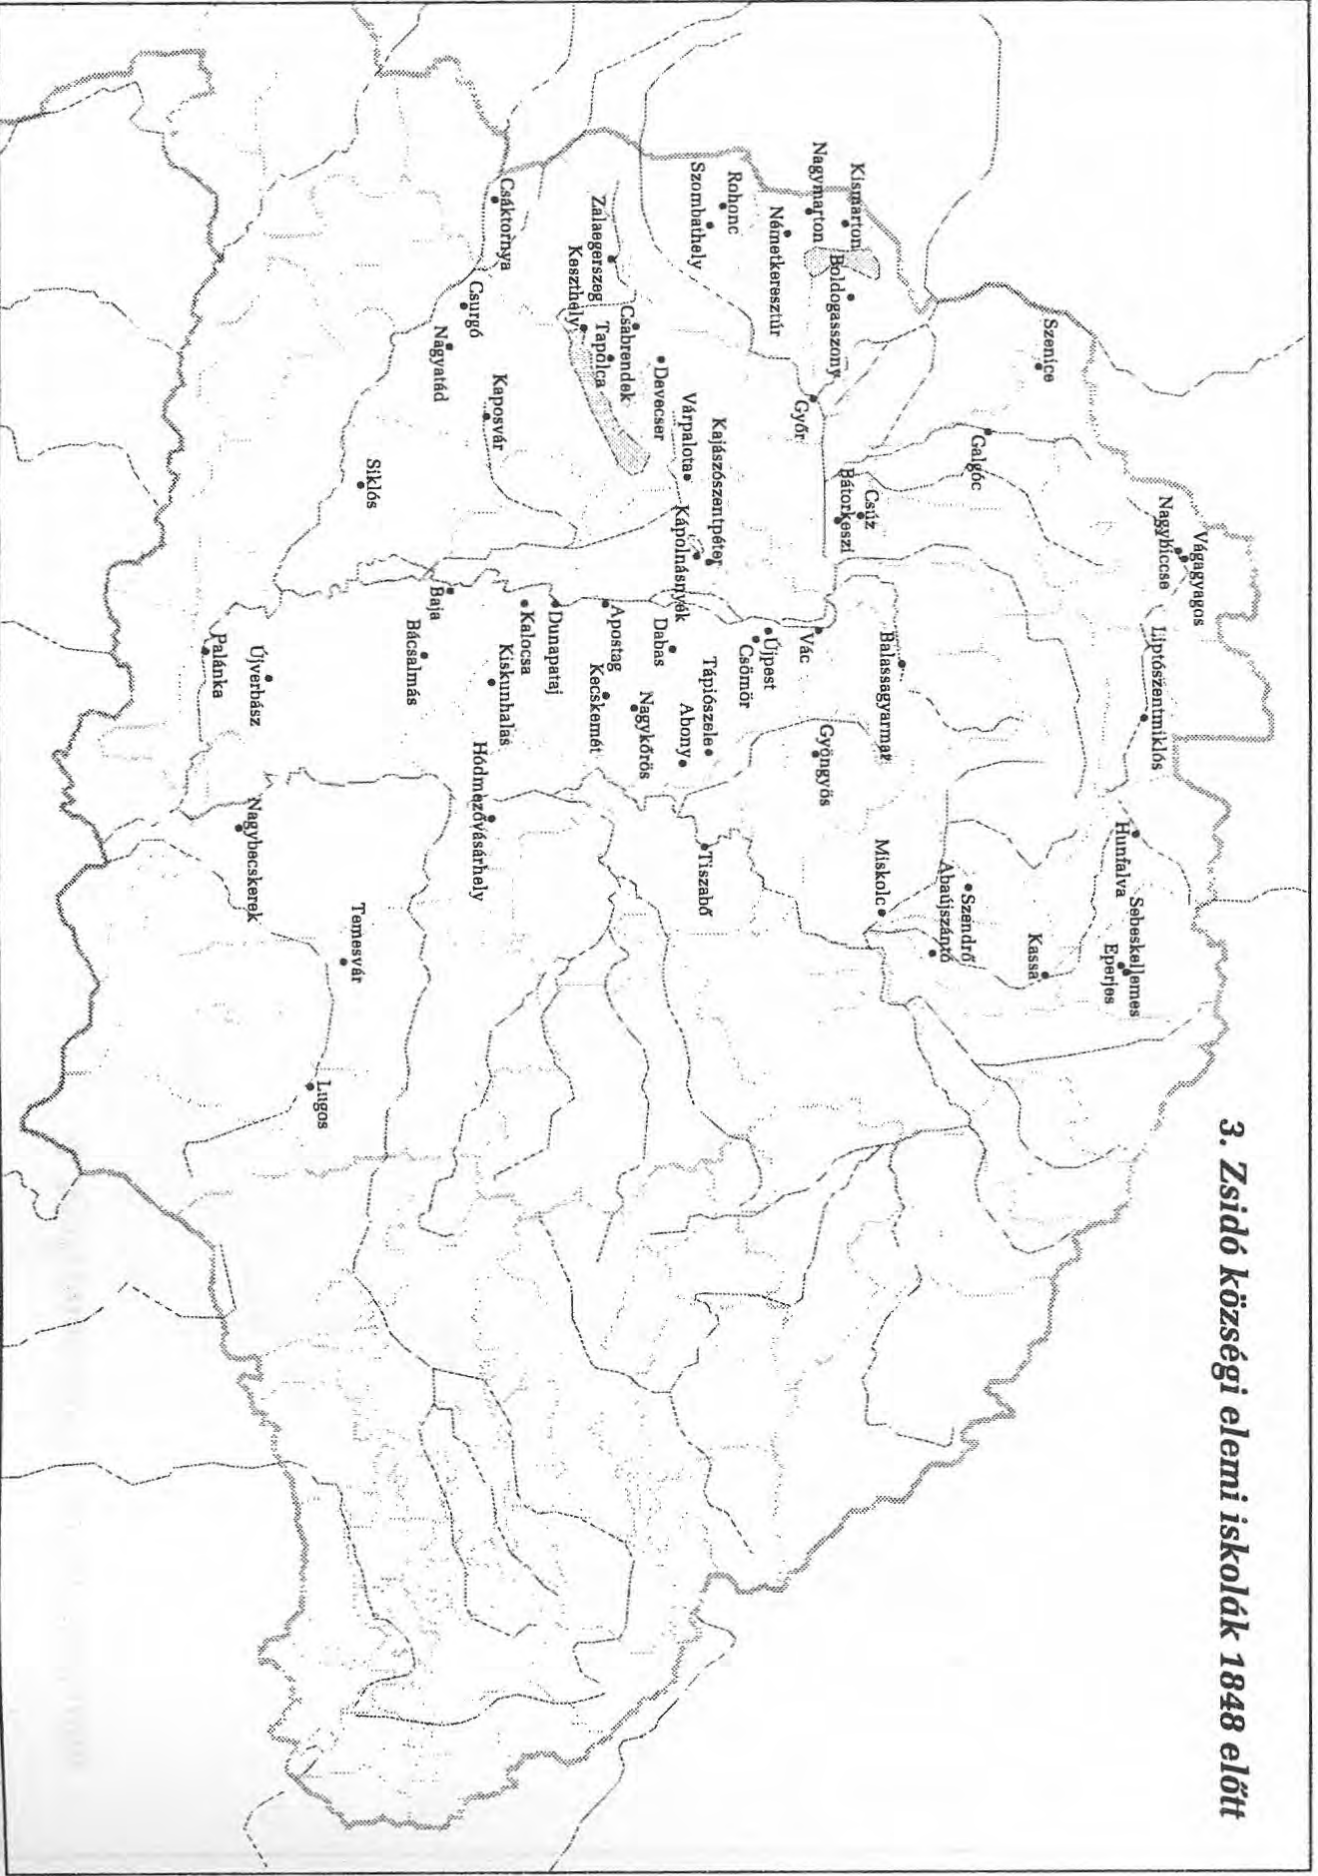 3. Zsidó községi elemi iskolák 1848 előtt
Vágagyagos
Nagybiccse
Liptószentmiklós
Hunfalva
Sebeskellemes
Eperjes
Szenice
Galgóc
Kassa
Szendrő
Abaújszántó
Miskolc
Csúz
Bátorkeszi
Balassagyarmat
Kismarton
Nagymarton
Boldogasszony
Németkeresztúr
Győr
Vác
Gyöngyös
Rohonc
Szombathely
Újpest
Csömör
Kajászószentpéter
Várpalota
Kápolnásnyék
Devecser
Tápiószele
Abony
Tiszabő
Dabas
Nagykőrös
Csabrendek
Tapolca
Zalaegerszeg
Keszthely
Apostag
Kecskemét
Dunapataj
Kalocsa
Kiskunhalas
Hódmezővásárhely
Csáktornya
Csurgó
Nagyatád
Kaposvár
Siklós
Baja
Bácsalmás
Temesvár
Lugos
Újverbász
Palánka
Nagybecskerek